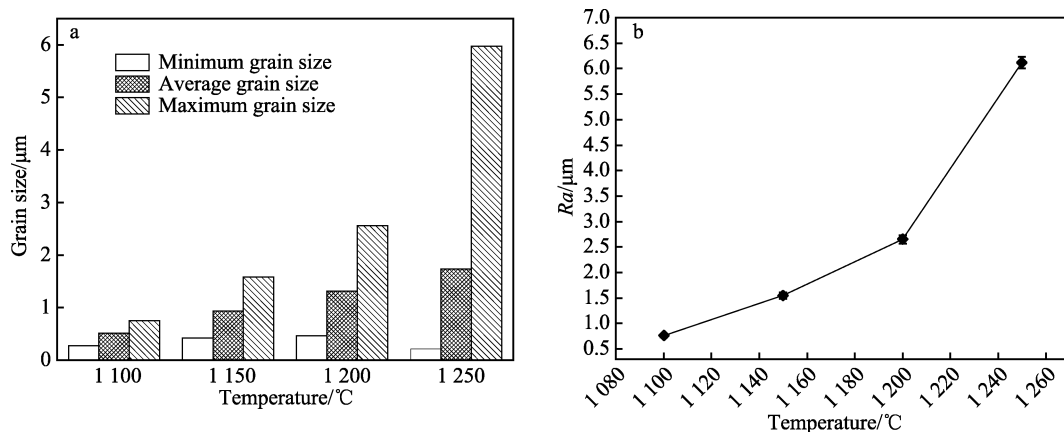 a
6
5
4
3
2
1
0
Grain size/μm
Minimum grain size
Average grain size
Maximum grain size
1 100 1 150 1 200 1 250
Temperature/℃
b
7.0
6.5
6.0
5.5
5.0
4.5
4.0
3.5
3.0
2.5
2.0
1.5
1.0
0.5
Ra/μm
1 080 1 100 1 120 1 140 1 160 1 180 1 200 1 220 1 240 1 260
Temperature/℃